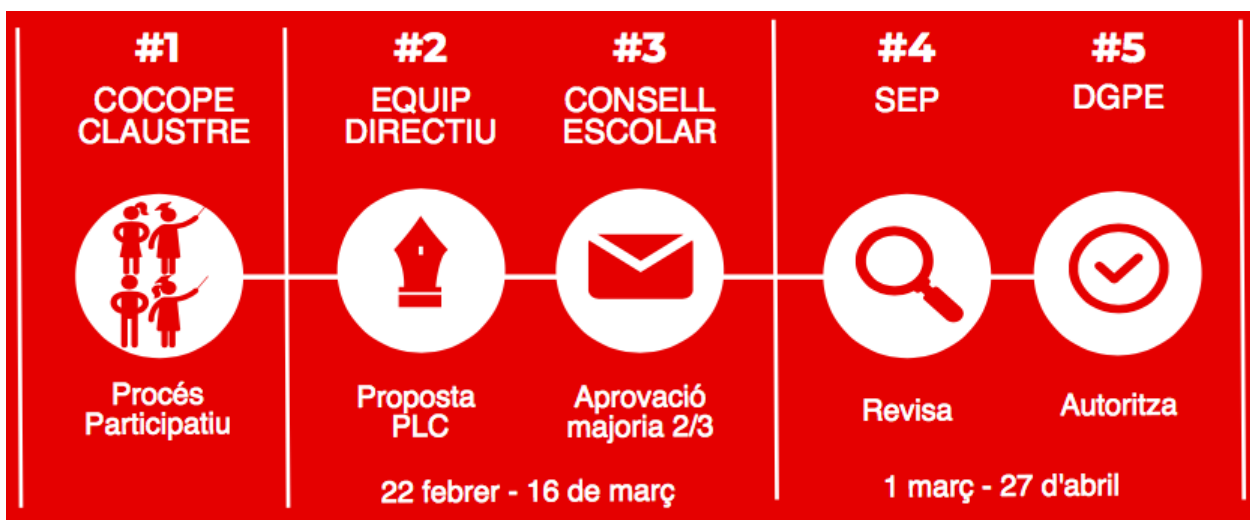 #1
COCOPE
CLAUSTRE
Procés
Participatiu
#2
EQUIP
DIRECTIU
Proposta
PLC
#3
CONSELL
ESCOLAR
Aprovació
majoria 2/3
22 febrer - 16 de març
#4
SEP
Revisa
#5
DGPE
Autoritza
1 març - 27 d'abril